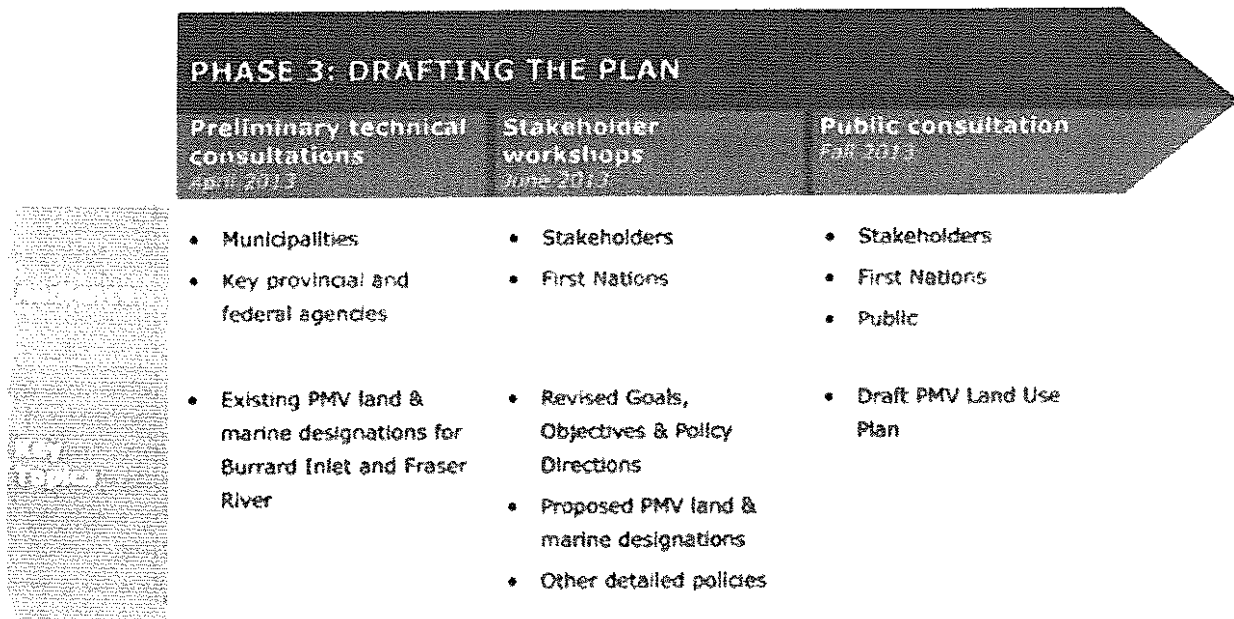 PHASE 3: DRAFTING THE PLAN
Preliminary technical
consultations
April 2013
Stakeholder
workshops
June 2013
Public consultation
Fall 2013
• Municipalities
• Key provincial and
federal agencies
• Stakeholders
• First Nations
• Stakeholders
• First Nations
• Public
Key
Topics
• Existing PMV land &
marine designations for
Burrard Inlet and Fraser
River
• Revised Goals,
Objectives & Policy
Directions
• Proposed PMV land &
marine designations
• Other detailed policies
• Draft PMV Land Use
Plan